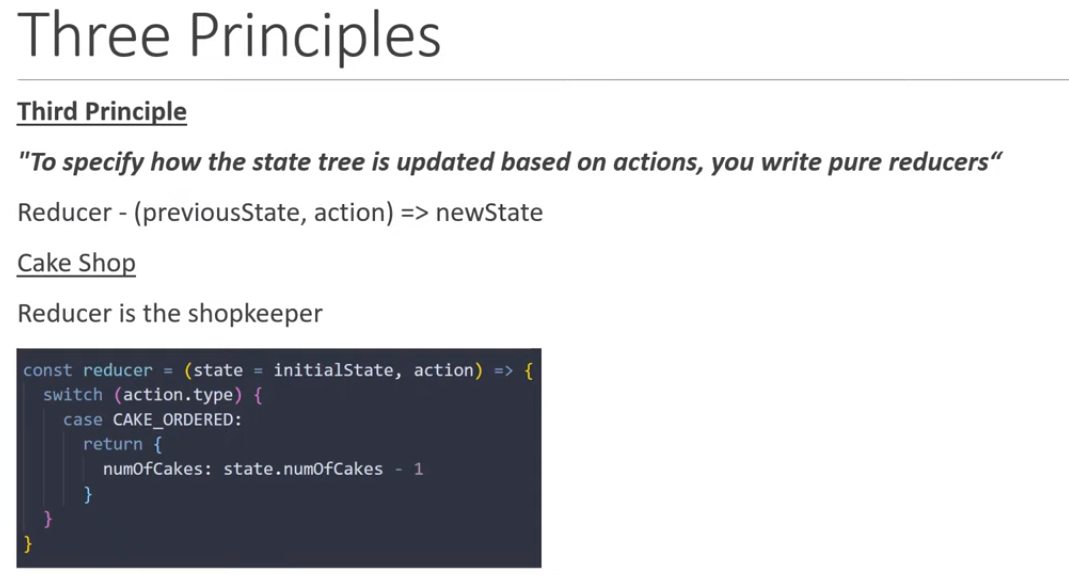 Three Principles
Third Principle
"To specify how the state tree is updated based on actions, you write pure reducers“
Reducer - (previousState, action) => newState
Cake Shop
Reducer is the shopkeeper
const reducer = (state = initialState, action) => {
  switch (action.type) {
    case CAKE_ORDERED:
      return {
        numOfCakes: state.numOfCakes - 1
      }
  }
}